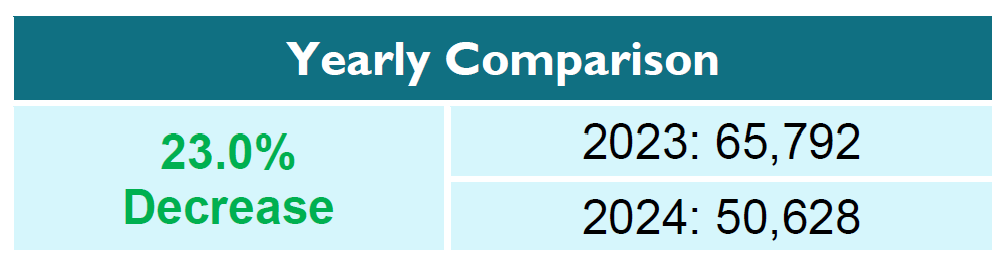 Yearly Comparison
23.0%
Decrease
2023: 65,792
2024: 50,628